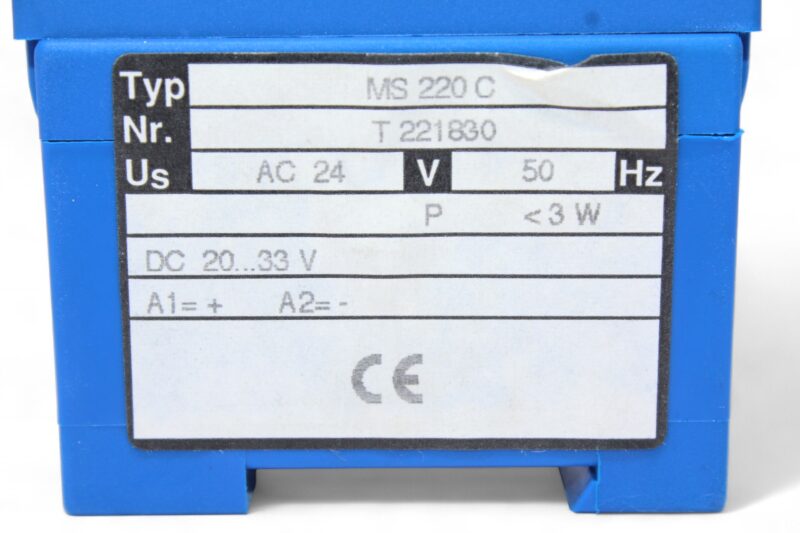 Typ MS 220 C
Nr. T 221830
Us AC 24 V 50 Hz
P < 3 W
DC 20...33 V
A1= + A2= -
CE